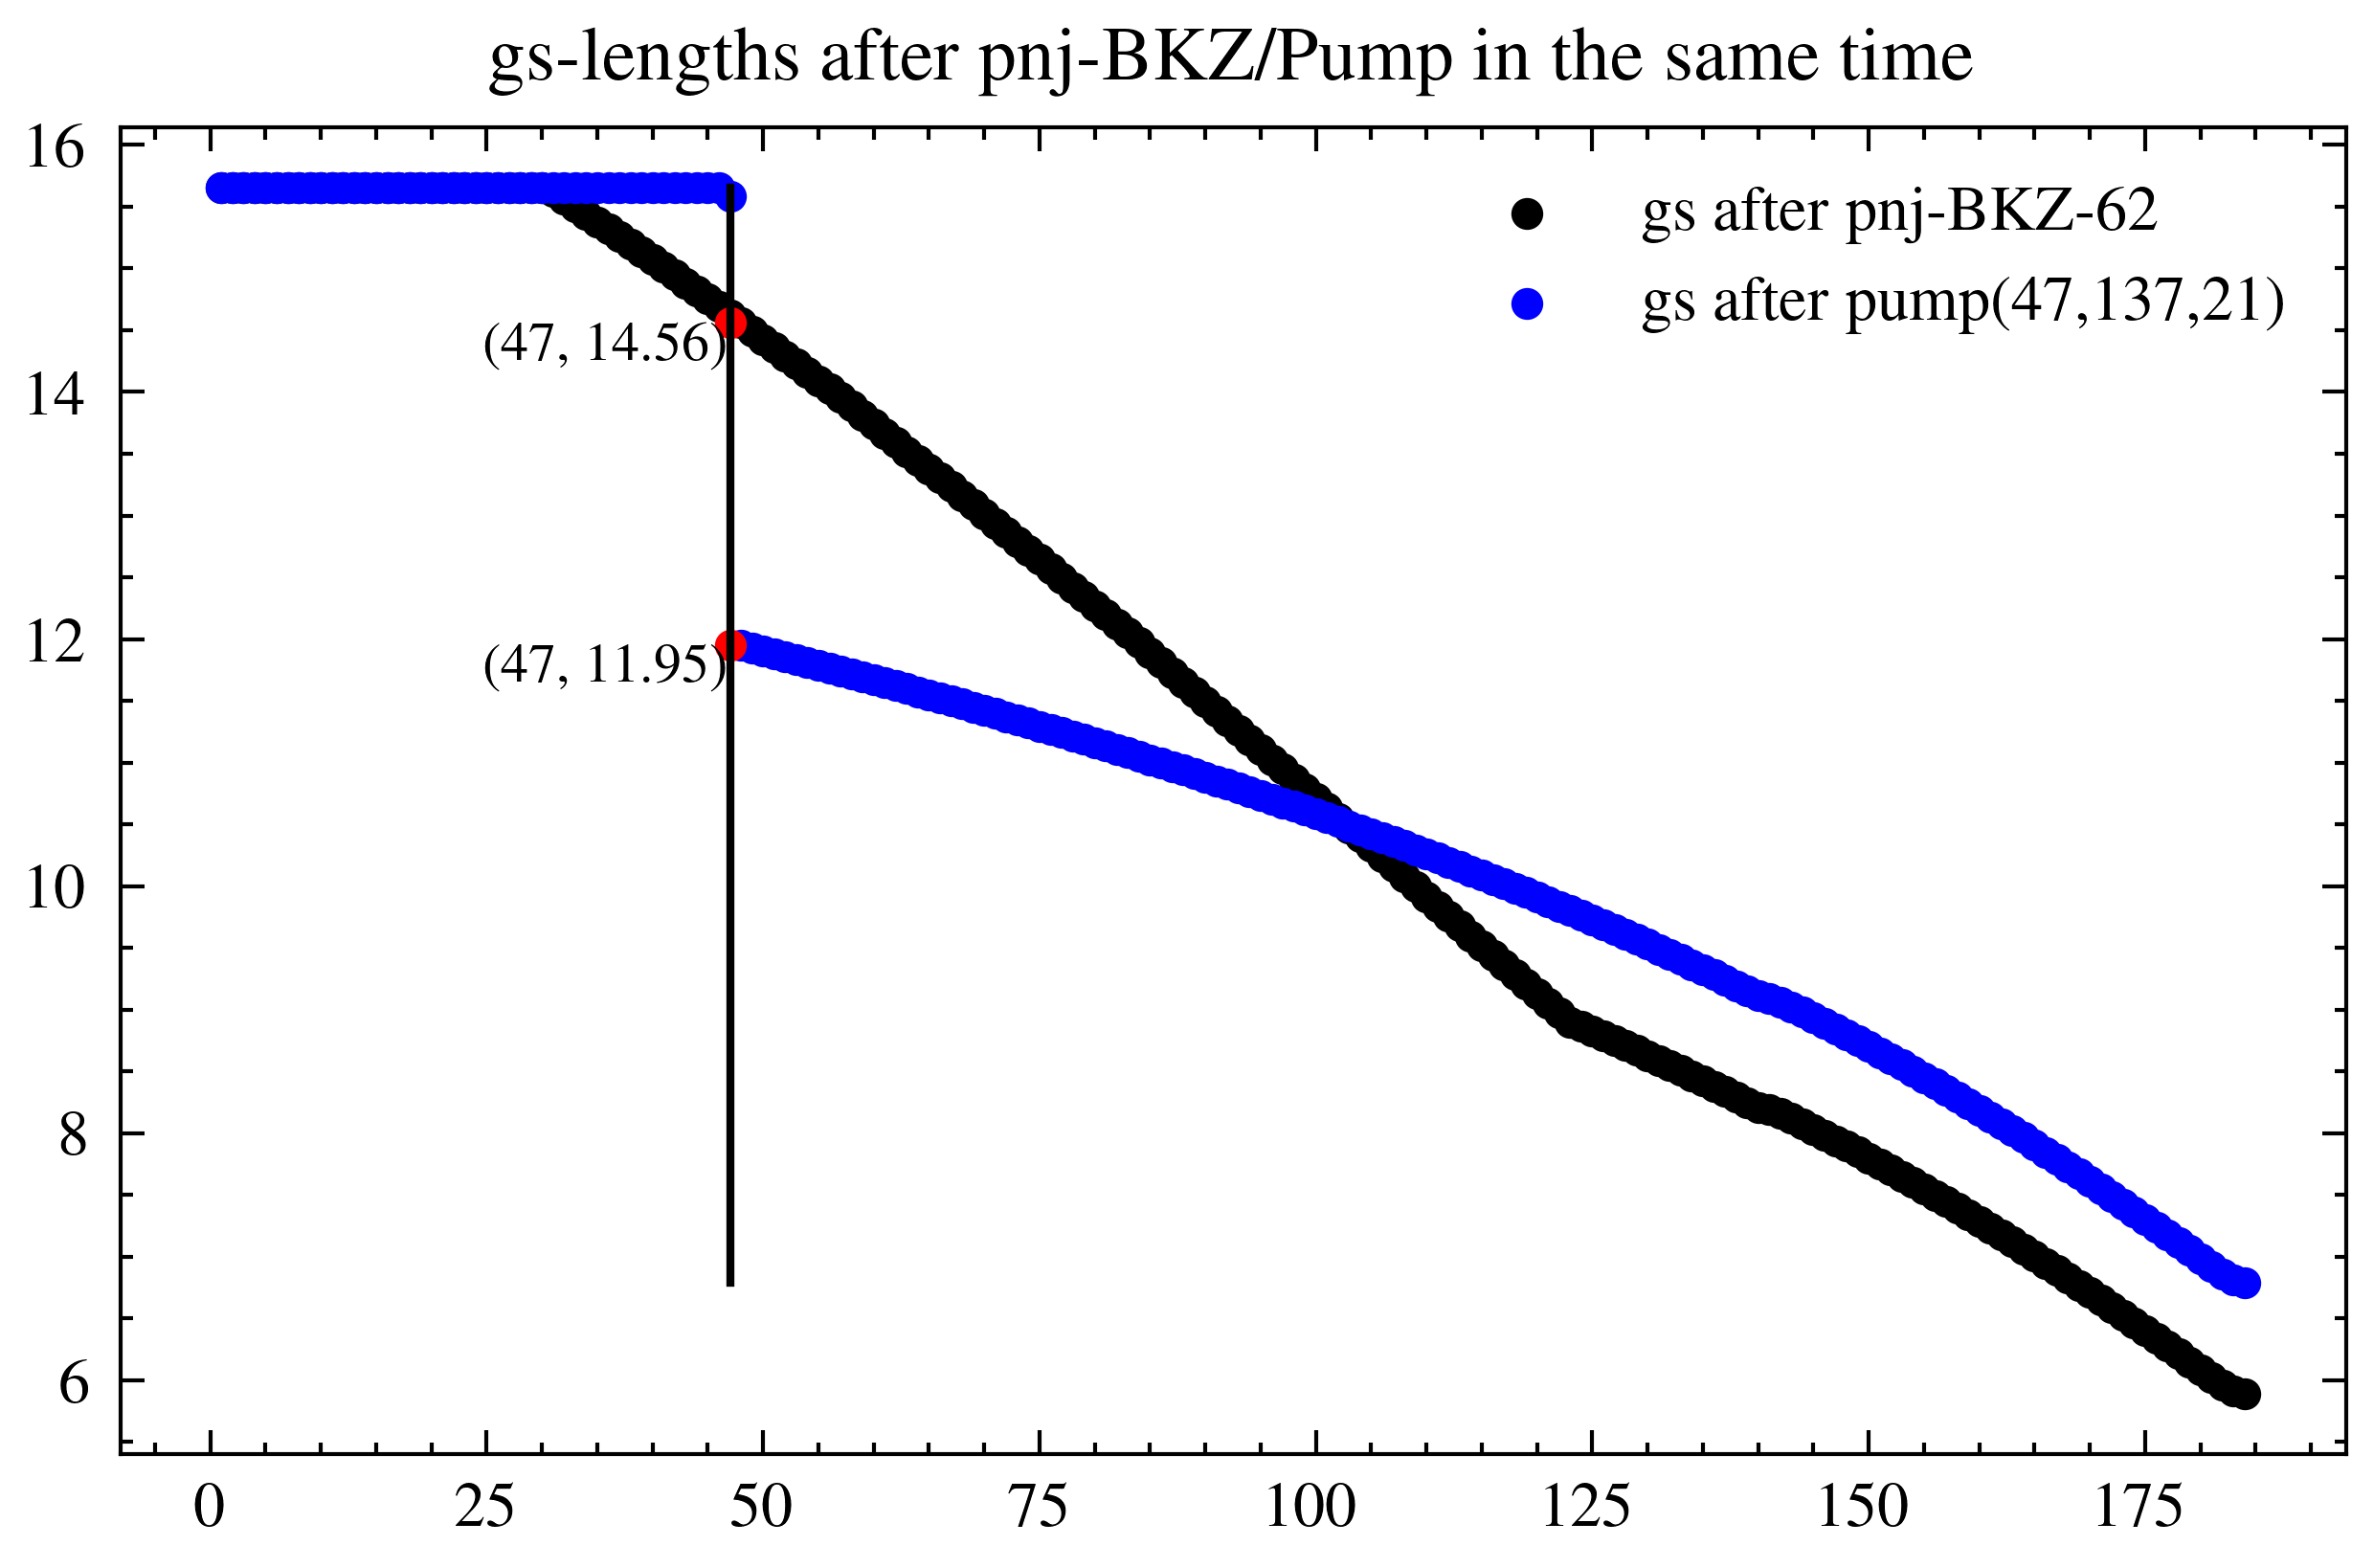 gs-lengths after pnj-BKZ/Pump in the same time
16
14
12
10
8
6
gs after pnj-BKZ-62
gs after pump(47,137,21)
(47, 14.56)
(47, 11.95)
0 25 50 75 100 125 150 175